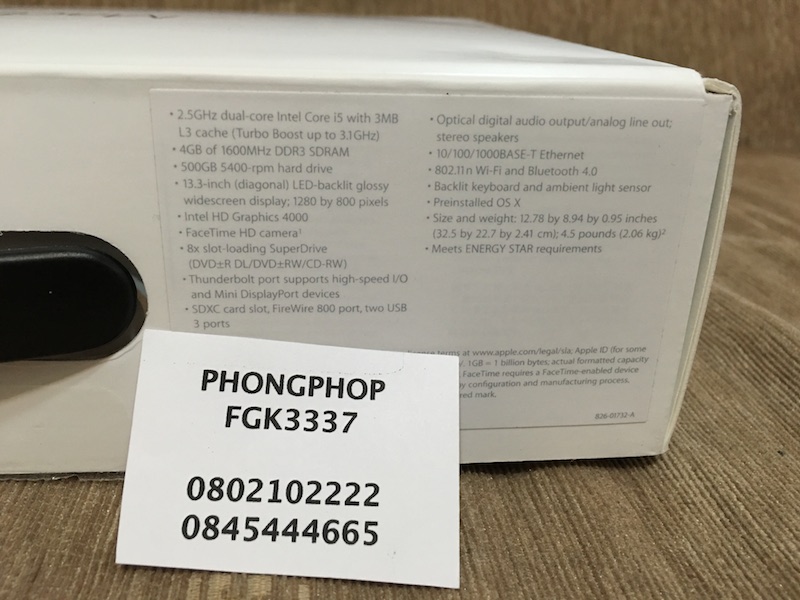 • 2.5GHz dual-core Intel Core i5 with 3MB
L3 cache (Turbo Boost up to 3.1GHz)
• 4GB of 1600MHz DDR3 SDRAM
• 500GB 5400-rpm hard drive
• 13.3-inch (diagonal) LED-backlit glossy
widescreen display; 1280 by 800 pixels
• Intel HD Graphics 4000
• FaceTime HD camera¹
• 8x slot-loading SuperDrive
(DVD±R DL/DVD±RW/CD-RW)
• Thunderbolt port supports high-speed I/O
and Mini DisplayPort devices
• SDXC card slot, FireWire 800 port, two USB
3 ports
• Optical digital audio output/analog line out;
stereo speakers
• 10/100/1000BASE-T Ethernet
• 802.11n Wi-Fi and Bluetooth 4.0
• Backlit keyboard and ambient light sensor
• Preinstalled OS X
• Size and weight: 12.78 by 8.94 by 0.95 inches
(32.5 by 22.7 by 2.41 cm); 4.5 pounds (2.06 kg)²
• Meets ENERGY STAR requirements
terms at www.apple.com/legal/sla; Apple ID (for some
1GB = 1 billion bytes; actual formatted capacity
FaceTime requires a FaceTime-enabled device
by configuration and manufacturing process.
mark.
826-01732-A
PHONGPHOP
FGK3337
0802102222
0845444665